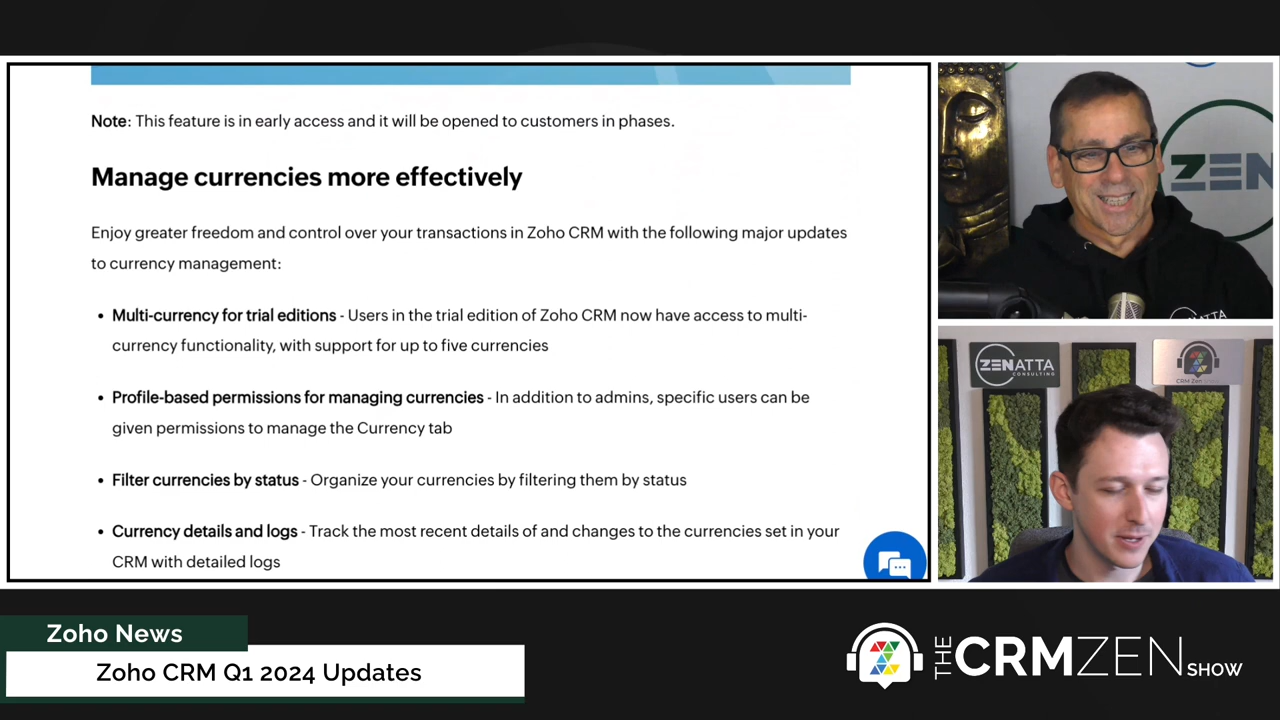 Note: This feature is in early access and it will be opened to customers in phases.
Manage currencies more effectively
Enjoy greater freedom and control over your transactions in Zoho CRM with the following major updates
to currency management:
• Multi-currency for trial editions - Users in the trial edition of Zoho CRM now have access to multi-
currency functionality, with support for up to five currencies
• Profile-based permissions for managing currencies - In addition to admins, specific users can be
given permissions to manage the Currency tab
• Filter currencies by status - Organize your currencies by filtering them by status
• Currency details and logs - Track the most recent details of and changes to the currencies set in your
CRM with detailed logs
ZEN
ZENATTA
CONSULTING
Zoho News
Zoho CRM Q1 2024 Updates
THE CRMZEN SHOW